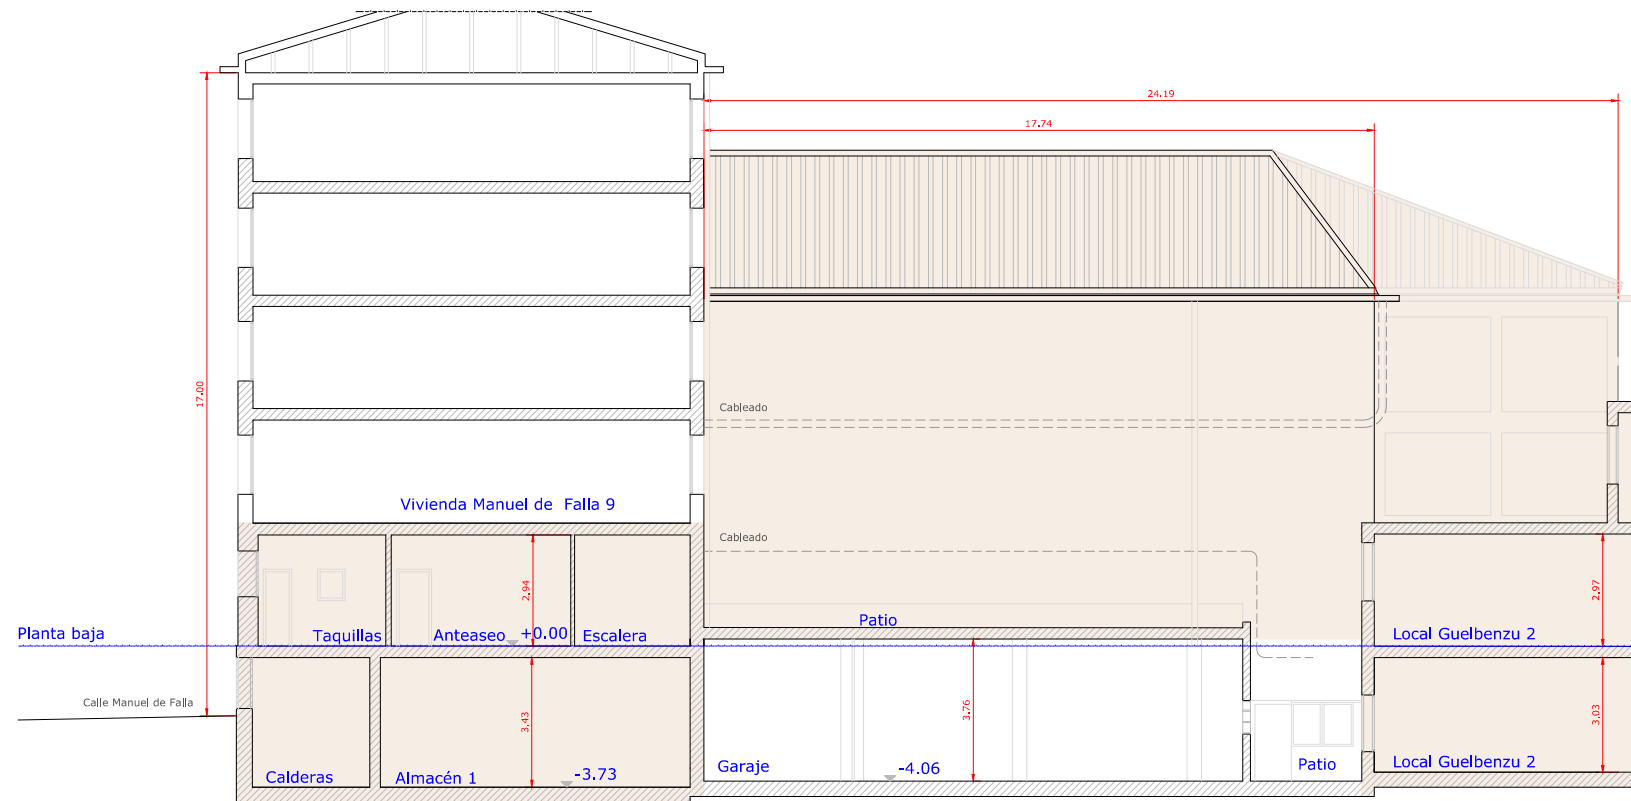 24.19
17.74
17.00
Cableado
Vivienda Manuel de Falla 9
Cableado
2.94
2.97
Patio
Planta baja
Taquillas
Anteaseo
+0.00
Escalera
Local Guelbenzu 2
Calle Manuel de Falla
3.43
3.76
3.03
Calderas
Almacén 1
-3.73
Garaje
-4.06
Patio
Local Guelbenzu 2